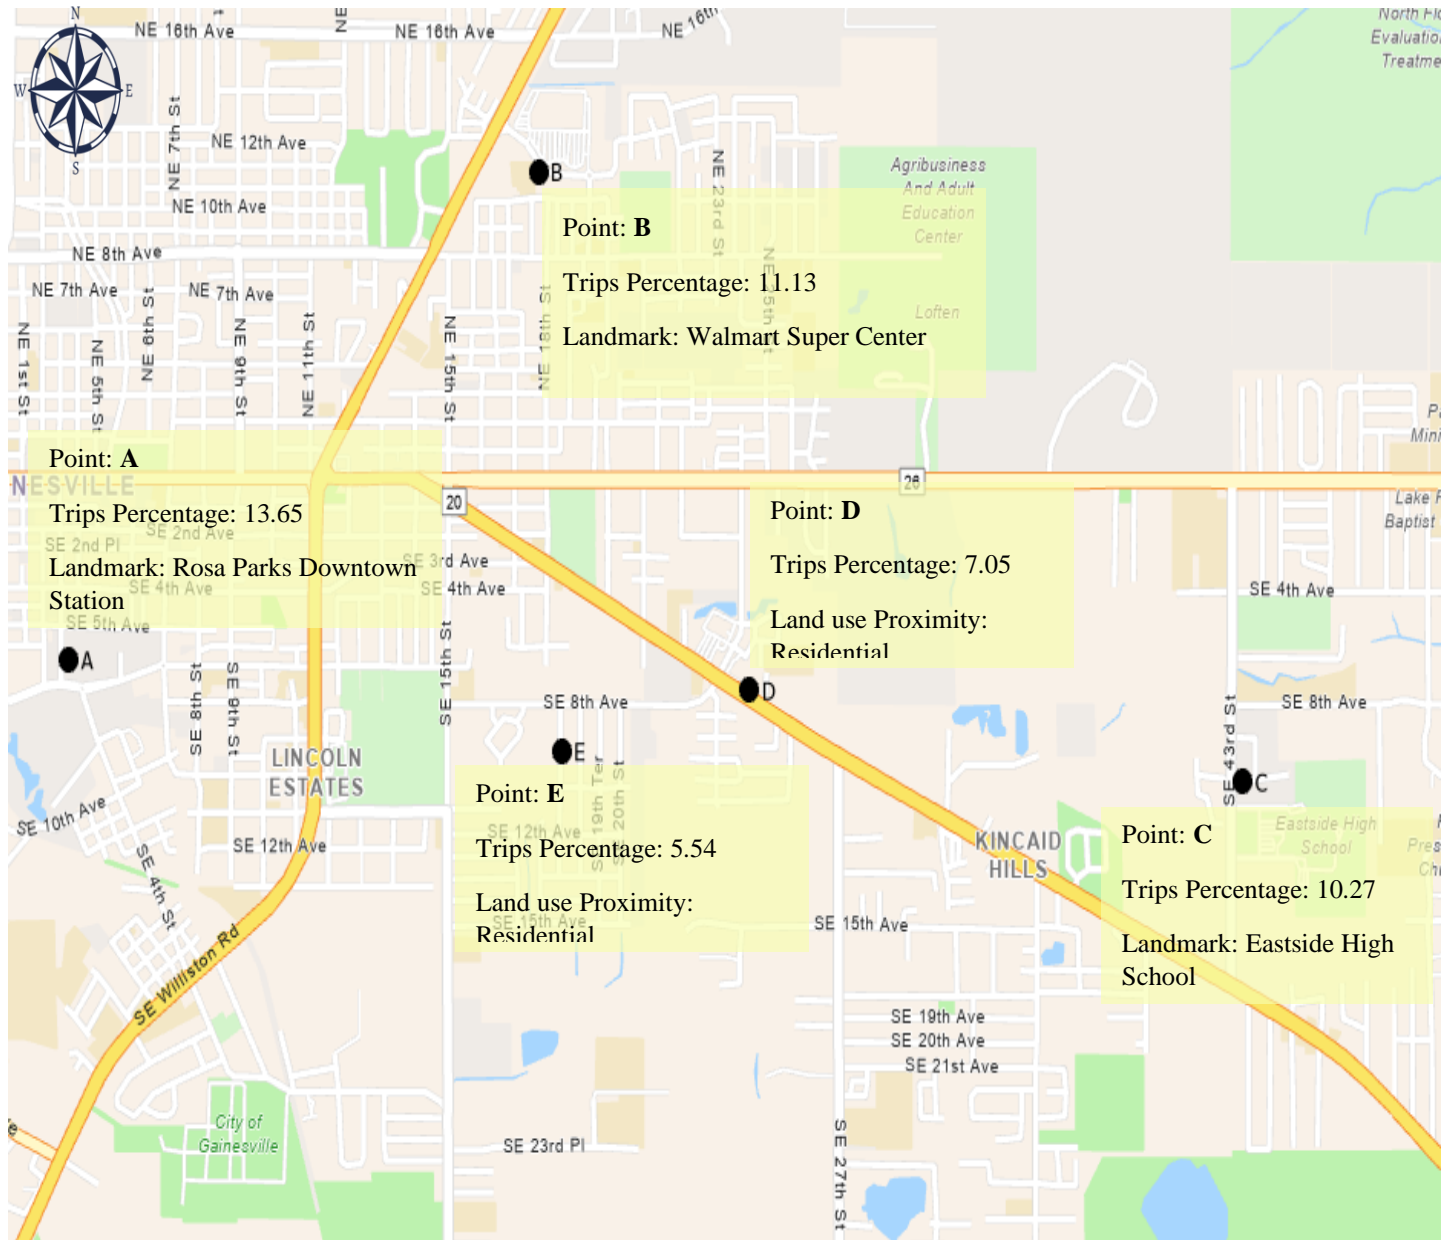 N
W
E
S
NE 16th Ave
NE
NE 16th Ave
NE 16th
North Flo
Evaluatio
Treatme
NE 7th St
NE 12th Ave
NE 10th Ave
NE 8th Ave
NE 7th Ave
NE 7th Ave
NE 1st St
NE 5th St
NE 6th St
NE 9th St
NE 11th St
NE 15th St
NE 18th St
NE 23rd St
NE 25th St
B
Agribusiness
And Adult
Education
Center
Loften
Point: B
Trips Percentage: 11.13
Landmark: Walmart Super Center
Mini
Point: A
Trips Percentage: 13.65
Landmark: Rosa Parks Downtown
Station
NESVILLE
SE 2nd Ave
SE 2nd Pl
SE 4th Ave
SE 5th Ave
SE 3rd Ave
SE 4th Ave
20
26
Point: D
Trips Percentage: 7.05
Land use Proximity:
Residential
Baptist
SE 4th Ave
A
SE 8th St
SE 9th St
SE 15th St
SE 8th Ave
D
SE 8th Ave
SE 43rd St
LINCOLN
ESTATES
E
SE 19th Ter
SE 20th St
C
Point: E
Trips Percentage: 5.54
Land use Proximity:
Residential
SE 12th Ave
SE 15th Ave
SE 10th Ave
SE 12th Ave
SE 4th St
KINCAID
HILLS
Eastside High
School
Pres
Point: C
Trips Percentage: 10.27
Landmark: Eastside High
School
SE 15th Ave
SE Williston Rd
SE 19th Ave
SE 20th Ave
SE 21st Ave
City of
Gainesville
SE 23rd Pl
SE 27th St